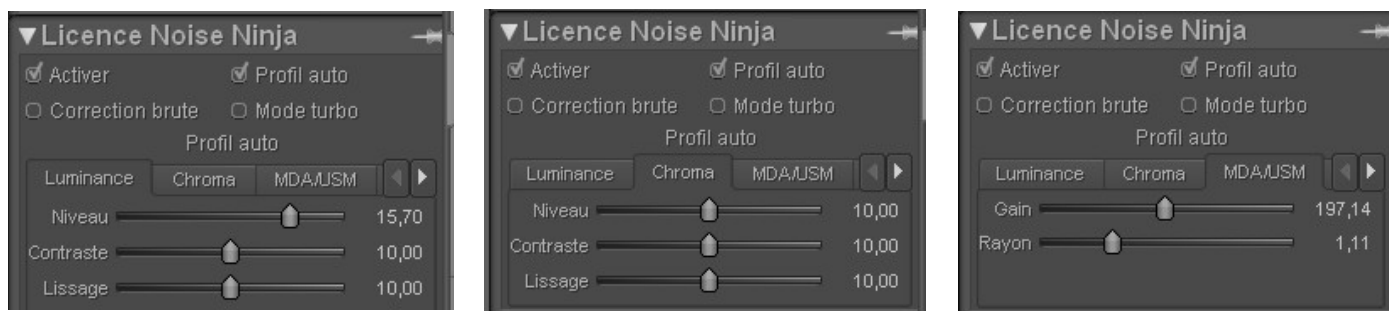 Licence Noise Ninja
Activer Profil auto
Correction brute Mode turbo
Profil auto
Luminance Chroma MDA/USM
Niveau 15,70
Contraste 10,00
Lissage 10,00
Licence Noise Ninja
Activer Profil auto
Correction brute Mode turbo
Profil auto
Luminance Chroma MDA/USM
Niveau 10,00
Contraste 10,00
Lissage 10,00
Licence Noise Ninja
Activer Profil auto
Correction brute Mode turbo
Profil auto
Luminance Chroma MDA/USM
Gain 197,14
Rayon 1,11